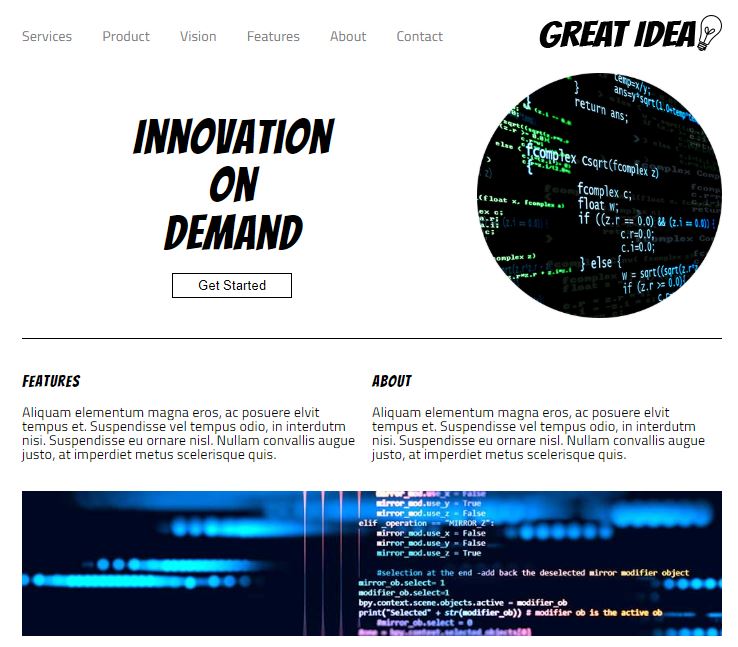 Services Product Vision Features About Contact
GREAT IDEA
INNOVATION
ON
DEMAND
Get Started
temp=x/y;
}
return ans;
fcomplex Csqrt(fcomplex z)
{
fcomplex c;
float w;
if ((z.r == 0.0) && (z.i == 0.0))
c.r=0.0;
c.i=0.0;
} else {
w = sqrt((sqrt(z.r
if (z.r >= 0.0)
FEATURES
Aliquam elementum magna eros, ac posuere elvit
tempus et. Suspendisse vel tempus odio, in interdutm
nisi. Suspendisse eu ornare nisl. Nullam convallis augue
justo, at imperdiet metus scelerisque quis.
ABOUT
Aliquam elementum magna eros, ac posuere elvit
tempus et. Suspendisse vel tempus odio, in interdutm
nisi. Suspendisse eu ornare nisl. Nullam convallis augue
justo, at imperdiet metus scelerisque quis.
mirror_mod.use_x = False
mirror_mod.use_y = True
mirror_mod.use_z = False
elif _operation == "MIRROR_Z":
mirror_mod.use_x = False
mirror_mod.use_y = False
mirror_mod.use_z = True
#selection at the end -add back the deselected mirror modifier object
mirror_ob.select= 1
modifier_ob.select=1
bpy.context.scene.objects.active = modifier_ob
print("Selected" + str(modifier_ob)) # modifier ob is the active ob
#mirror_ob.select = 0
#one = bpy.context.selected_objects[0]